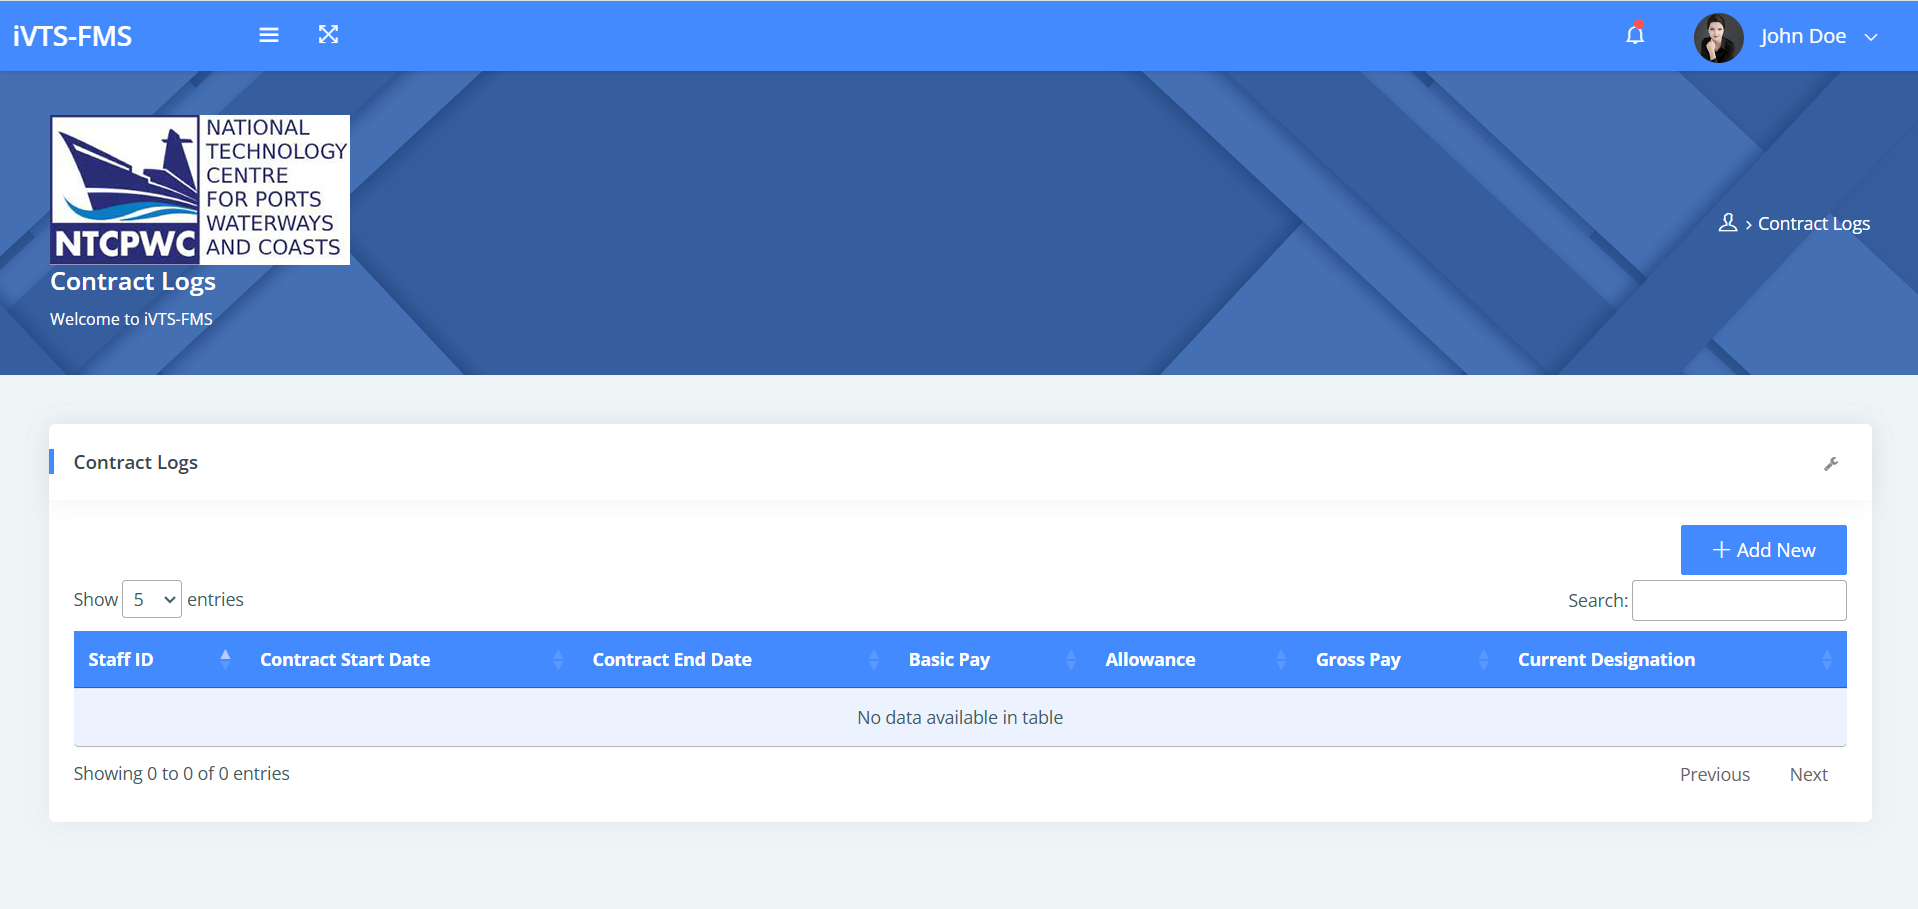 iVTS-FMS
John Doe
NATIONAL
TECHNOLOGY
CENTRE
FOR PORTS
WATERWAYS
AND COASTS
NTCPWC
Contract Logs
Welcome to iVTS-FMS
› Contract Logs
Contract Logs
+ Add New
Show 5 entries
Search:
Staff ID Contract Start Date Contract End Date Basic Pay Allowance Gross Pay Current Designation
No data available in table
Showing 0 to 0 of 0 entries
Previous Next